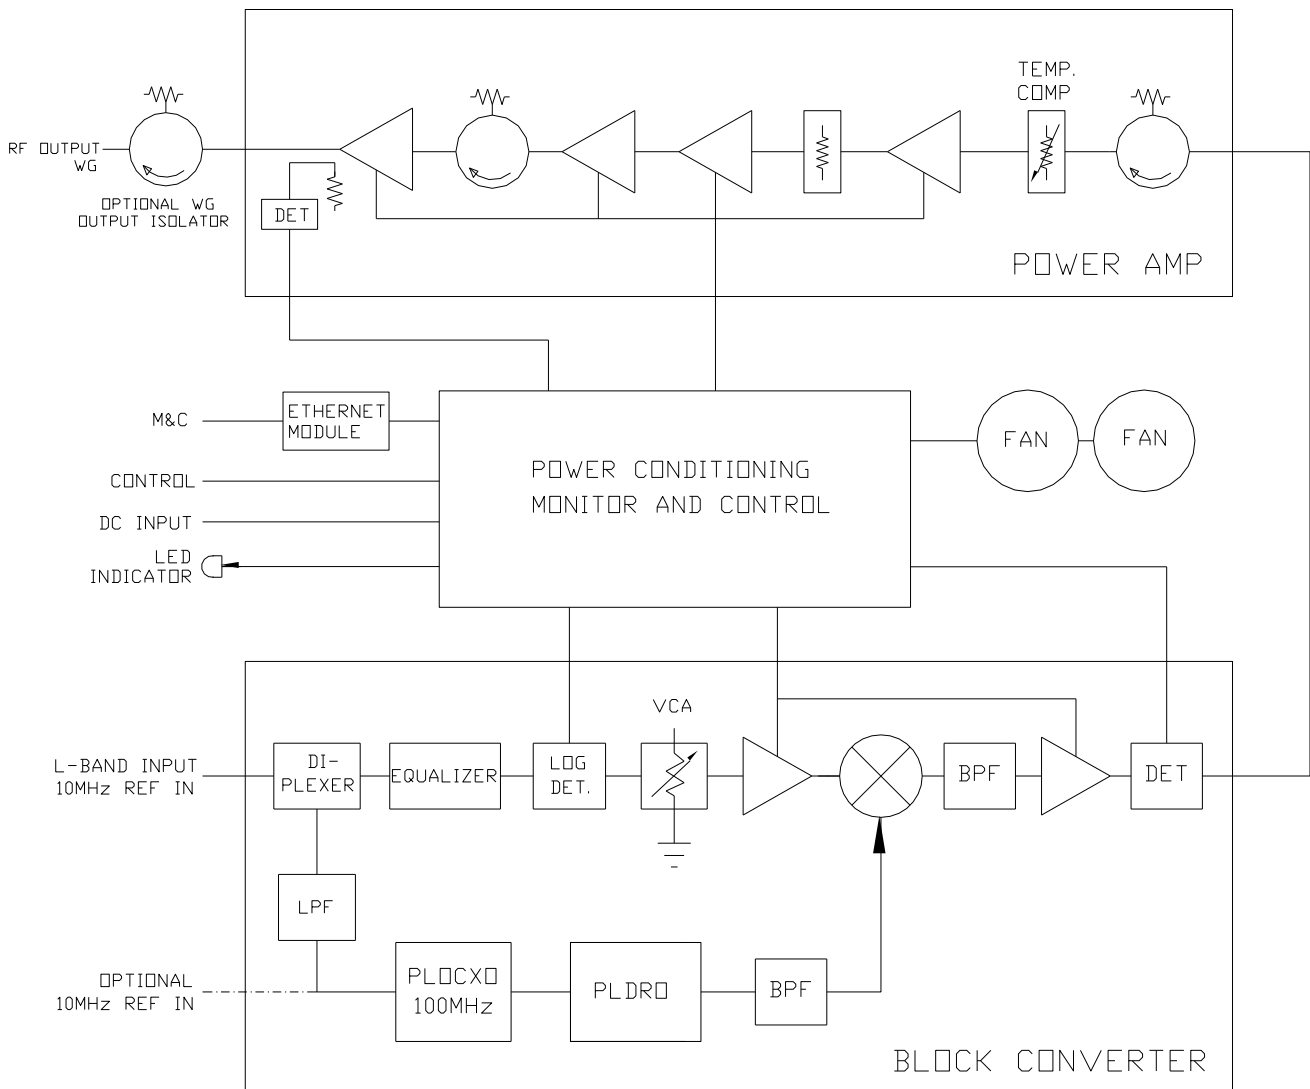 TEMP.
COMP
RF OUTPUT
WG
OPTIONAL WG
OUTPUT ISOLATOR
DET
POWER AMP
M&C
ETHERNET
MODULE
FAN
FAN
POWER CONDITIONING
MONITOR AND CONTROL
CONTROL
DC INPUT
LED
INDICATOR
VCA
L-BAND INPUT
10MHz REF IN
DI-
PLEXER
EQUALIZER
LOG
DET.
BPF
DET
LPF
OPTIONAL
10MHz REF IN
PLOCXO
100MHz
PLDRO
BPF
BLOCK CONVERTER